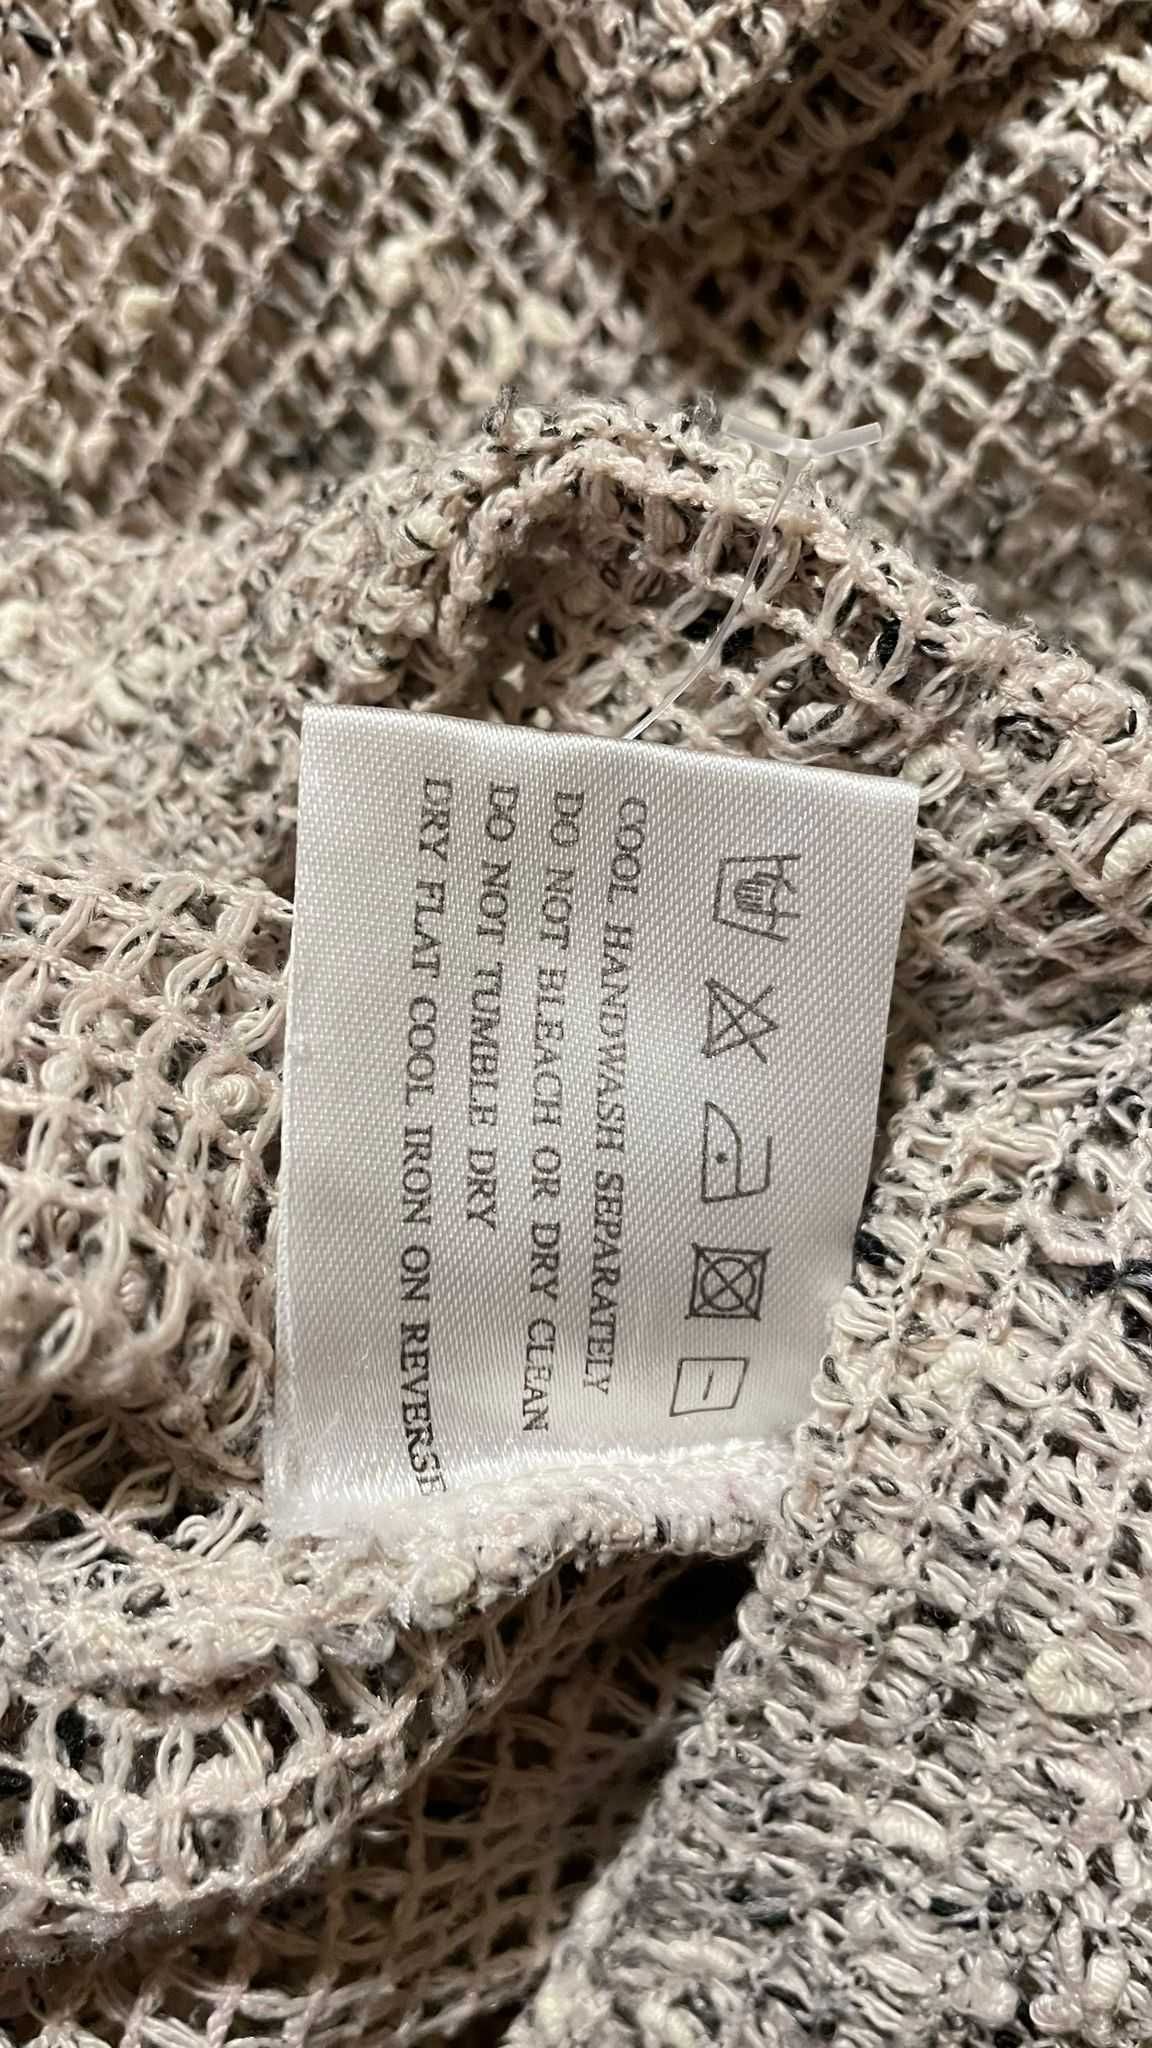 COOL HANDWASH SEPARATELY
DO NOT BLEACH OR DRY CLEAN
DO NOT TUMBLE DRY
DRY FLAT COOL IRON ON REVERSE